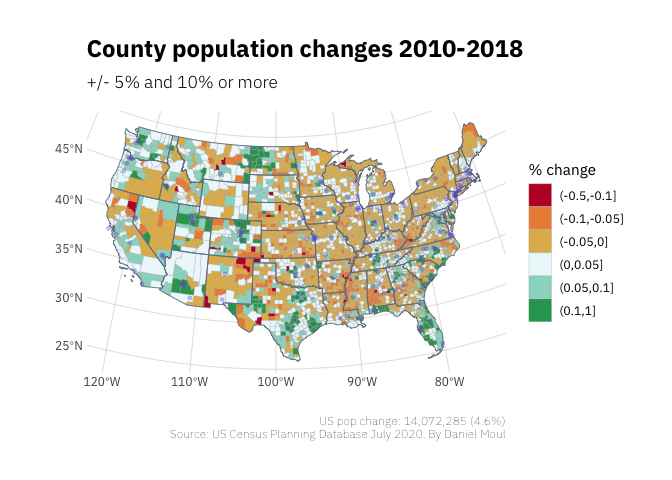 County population changes 2010-2018
+/- 5% and 10% or more
45°N
40°N
35°N
30°N
25°N
120°W
110°W
100°W
90°W
80°W
% change
(-0.5,-0.1]
(-0.1,-0.05]
(-0.05,0]
(0,0.05]
(0.05,0.1]
(0.1,1]
US pop change: 14,072,285 (4.6%)
Source: US Census Planning Database July 2020. By Daniel Moul